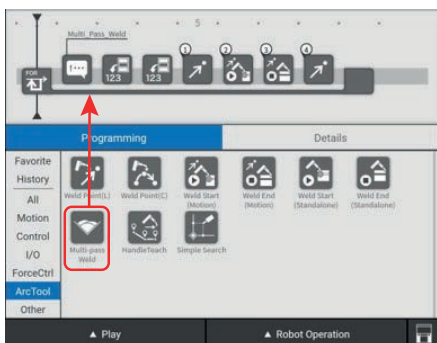 5
Multi_Pass_Weld
1 2 3 4
FOR
123 123
Programming Details
Favorite
History
All
Motion
Control
I/O
ForceCtrl
ArcTool
Other
Weld Point(L) Weld Point(C) Weld Start (Motion) Weld End (Motion) Weld Start (Standalone) Weld End (Standalone)
Multi-pass Weld HandleTeach Simple Search
▲ Play ▲ Robot Operation